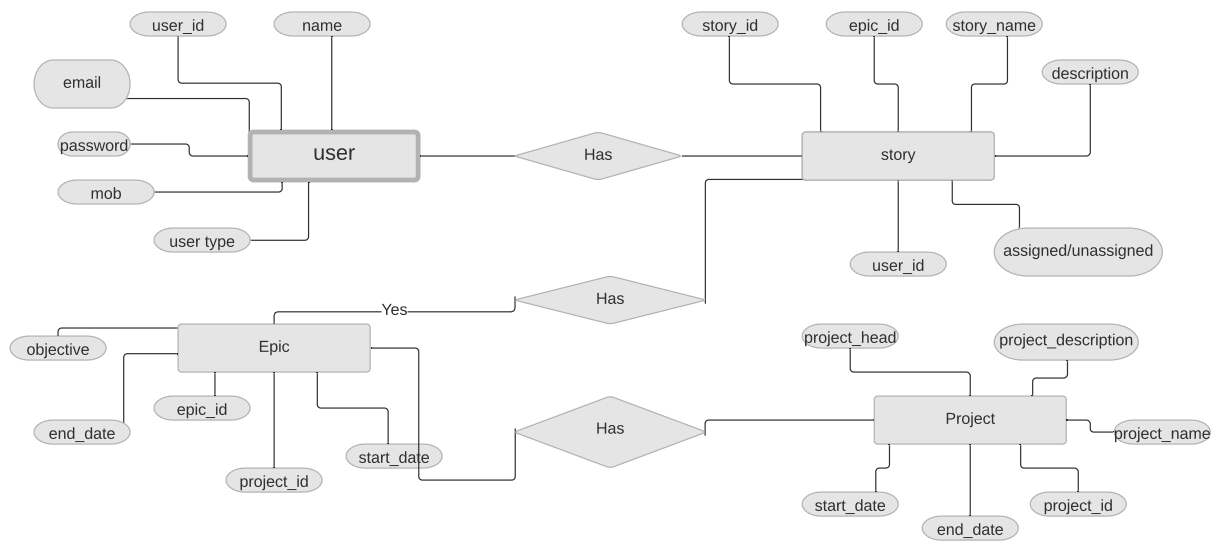 user_id
name
story_id
epic_id
story_name
email
description
password
user
Has
story
mob
user type
assigned/unassigned
user_id
Has
Yes
objective
Epic
project_head
project_description
epic_id
end_date
Has
Project
project_name
start_date
project_id
start_date
project_id
end_date